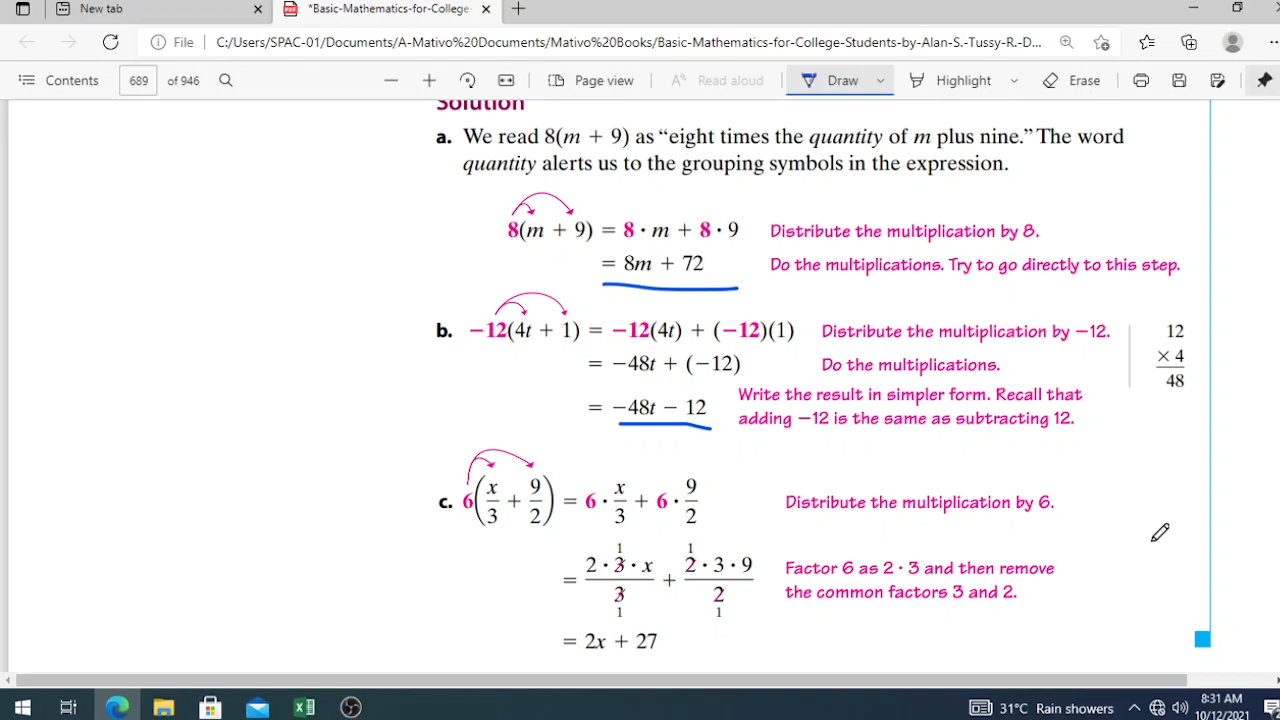 New tab
*Basic-Mathematics-for-College-
File
C:/Users/SPAC-01/Documents/A-Mativo%20Documents/Mativo%20Books/Basic-Mathematics-for-College-Students-by-Alan-S.-Tussy-R.-D...
Contents 689 of 946 Page view Read aloud Draw Highlight Erase
Solution
a. We read 8(m + 9) as “eight times the quantity of m plus nine.” The word
quantity alerts us to the grouping symbols in the expression.
8(m + 9) = 8 · m + 8 · 9 Distribute the multiplication by 8.
= 8m + 72 Do the multiplications. Try to go directly to this step.
b. −12(4t + 1) = −12(4t) + (−12)(1) Distribute the multiplication by −12.
12
= −48t + (−12) Do the multiplications.
× 4
48
= −48t − 12 Write the result in simpler form. Recall that
adding −12 is the same as subtracting 12.
c. 6(x/3 + 9/2) = 6 · x/3 + 6 · 9/2 Distribute the multiplication by 6.
1 1
= 2 · 3 · x / 3 + 2 · 3 · 9 / 2 Factor 6 as 2 · 3 and then remove
the common factors 3 and 2.
1 1
= 2x + 27
31°C Rain showers
8:31 AM
10/12/2021